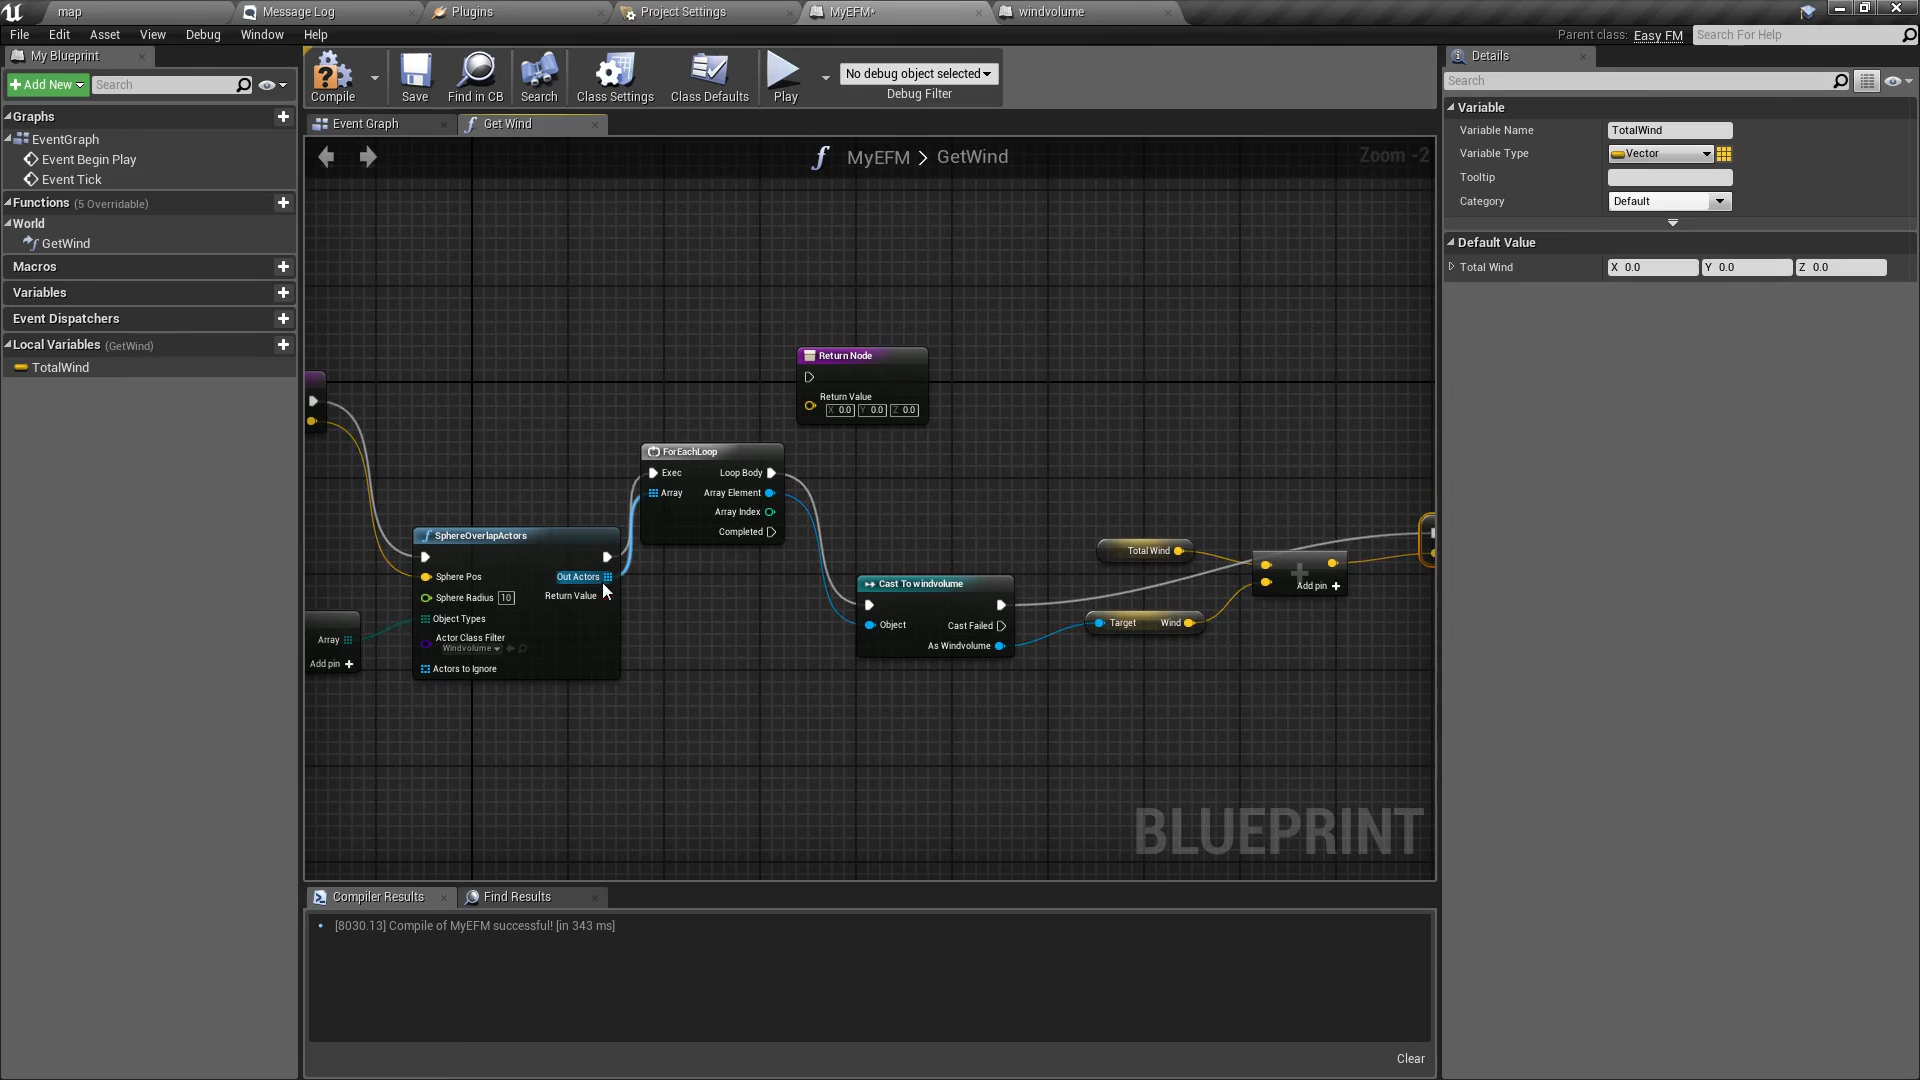 map
Message Log
Plugins
Project Settings
MyEFM*
windvolume
File
Edit
Asset
View
Debug
Window
Help
Parent class:
Easy FM
Search For Help
My Blueprint
Add New
Search
Graphs
EventGraph
Event Begin Play
Event Tick
Functions (5 Overridable)
World
GetWind
Macros
Variables
Event Dispatchers
Local Variables (GetWind)
TotalWind
Compile
Save
Find in CB
Search
Class Settings
Class Defaults
Play
No debug object selected
Debug Filter
Event Graph
Get Wind
MyEFM > GetWind
Zoom -2
Return Node
Return Value
X 0.0 Y 0.0 Z 0.0
ForEachLoop
Exec
Loop Body
Array
Array Element
Array Index
Completed
SphereOverlapActors
Sphere Pos
Out Actors
Sphere Radius 10
Return Value
Object Types
Actor Class Filter
Windvolume
Actors to Ignore
Array
Add pin +
Cast To windvolume
Object
Cast Failed
As Windvolume
Total Wind
Target
Wind
Add pin +
BLUEPRINT
Compiler Results
Find Results
[8030.13] Compile of MyEFM successful! [in 343 ms]
Clear
Details
Search
Variable
Variable Name
TotalWind
Variable Type
Vector
Tooltip
Category
Default
Default Value
Total Wind
X 0.0
Y 0.0
Z 0.0